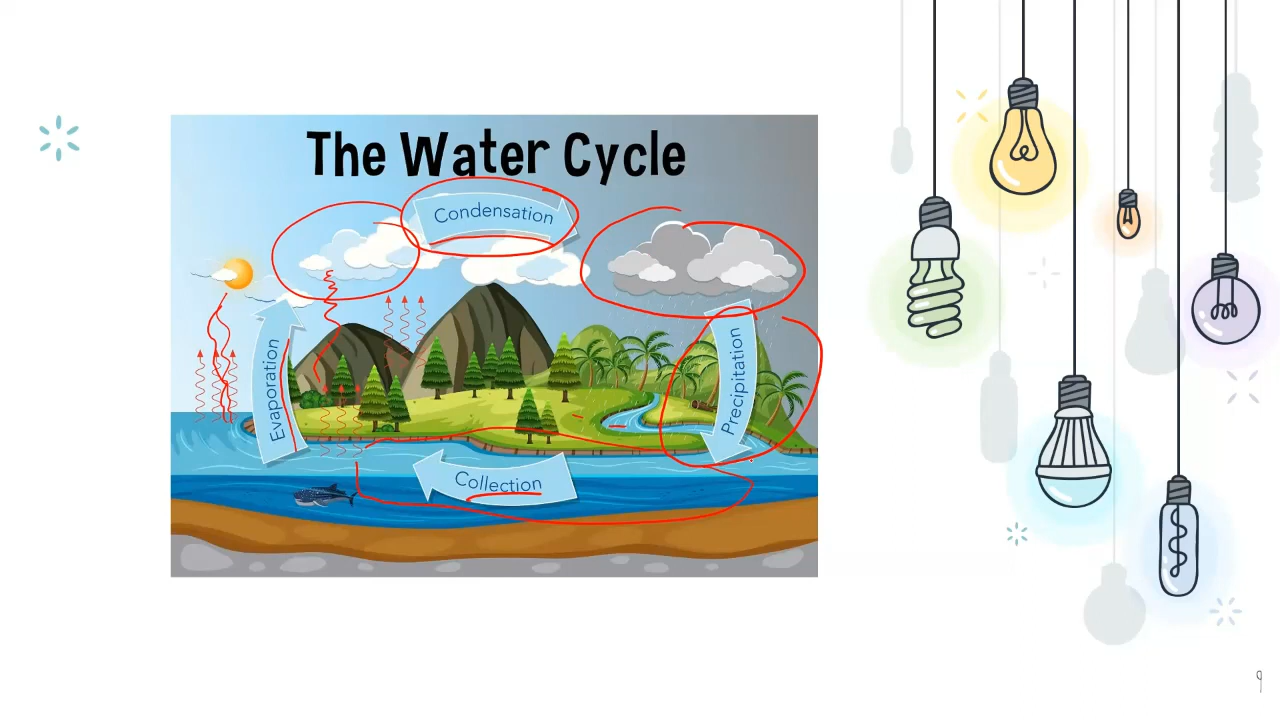 The Water Cycle
Condensation
Evaporation
Precipitation
Collection
9